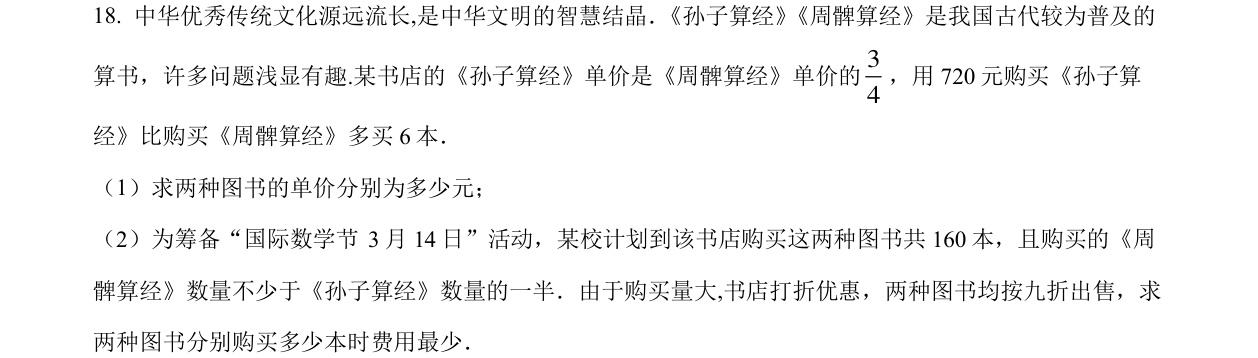 18. 中华优秀传统文化源远流长,是中华文明的智慧结晶.《孙子算经》《周髀算经》是我国古代较为普及的
算书，许多问题浅显有趣.某书店的《孙子算经》单价是《周髀算经》单价的3/4，用 720 元购买《孙子算
经》比购买《周髀算经》多买 6 本．
（1）求两种图书的单价分别为多少元；
（2）为筹备“国际数学节 3 月 14 日”活动，某校计划到该书店购买这两种图书共 160 本，且购买的《周
髀算经》数量不少于《孙子算经》数量的一半．由于购买量大,书店打折优惠，两种图书均按九折出售，求
两种图书分别购买多少本时费用最少．